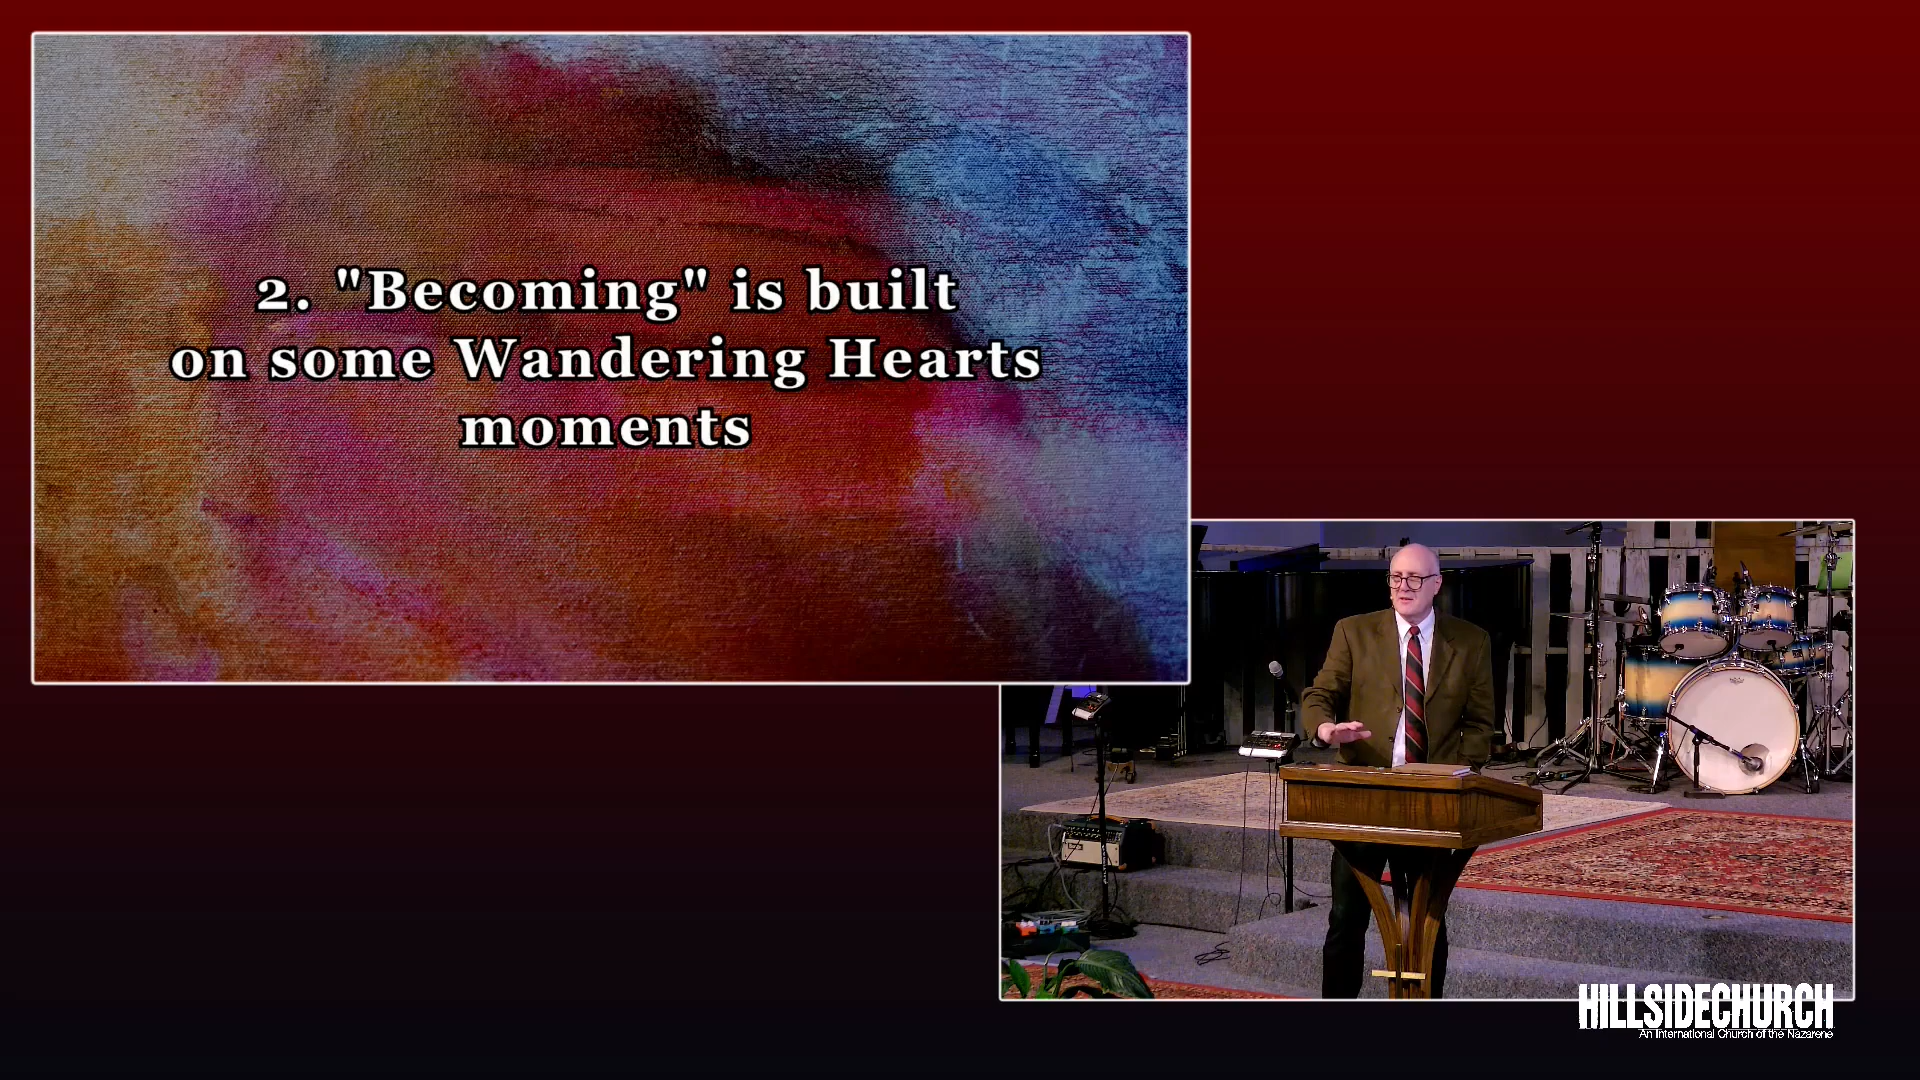 2. "Becoming" is built
on some Wandering Hearts
moments
HILLSIDECHURCH
An International Church of the Nazarene